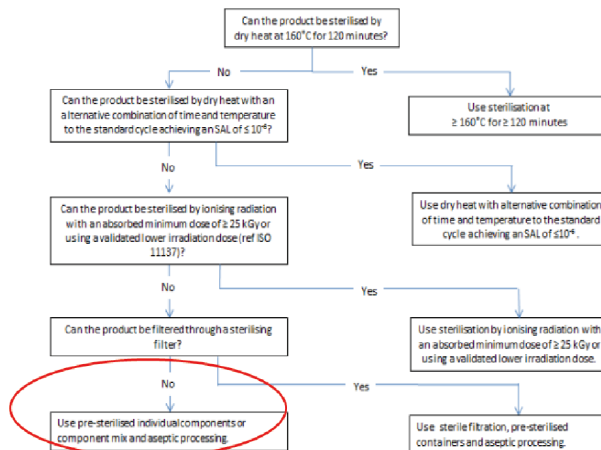 Can the product be sterilised by
dry heat at 160°C for 120 minutes?
No
Yes
Can the product be sterilised by dry heat with an
alternative combination of time and temperature
to the standard cycle achieving an SAL of ≤ 10⁻⁶?
Use sterilisation at
≥ 160°C for ≥ 120 minutes
No
Yes
Can the product be sterilised by ionising radiation
with an absorbed minimum dose of ≥ 25 kGy or
using a validated lower irradiation dose (ref ISO
11137)?
Use dry heat with alternative combination
of time and temperature to the standard
cycle achieving an SAL of ≤10⁻⁶ .
No
Yes
Can the product be filtered through a sterilising
filter?
Use sterilisation by ionising radiation with
an absorbed minimum dose of ≥ 25 kGy or
using a validated lower irradiation dose.
No
Yes
Use pre-sterilised individual components or
component mix and aseptic processing.
Use sterile filtration, pre-sterilised
containers and aseptic processing.